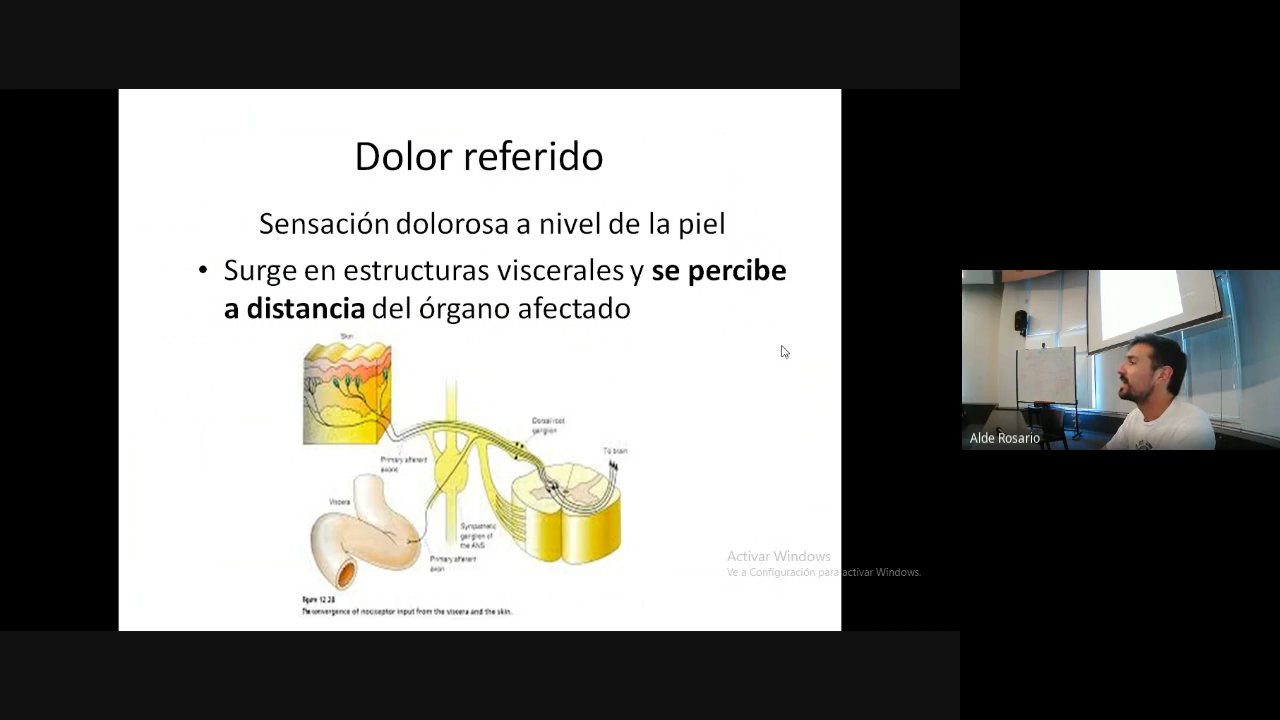 Dolor referido
Sensación dolorosa a nivel de la piel
• Surge en estructuras viscerales y se percibe
a distancia del órgano afectado
Skin
Dorsal root
ganglion
To brain
Primary afferent
axons
Viscera
Sympathetic
ganglion of
the ANS
Primary afferent
axon
Figure 12.28
The convergence of nociceptor input from the viscera and the skin.
Activar Windows
Ve a Configuración para activar Windows.
Alde Rosario